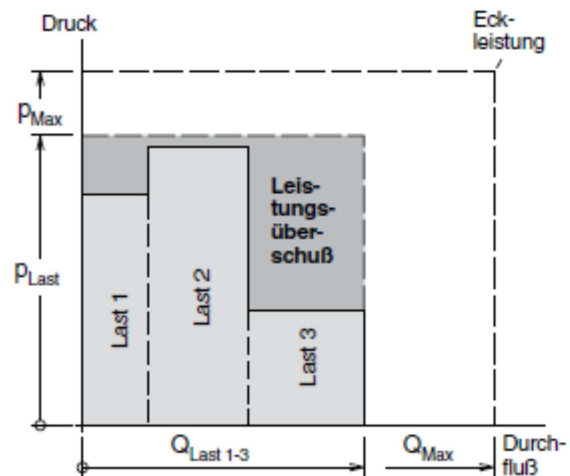 Druck
Eck-
leistung
pMax
Leis-
tungs-
über-
schuß
pLast
Last 1
Last 2
Last 3
QLast 1-3
QMax
Durch-
fluß